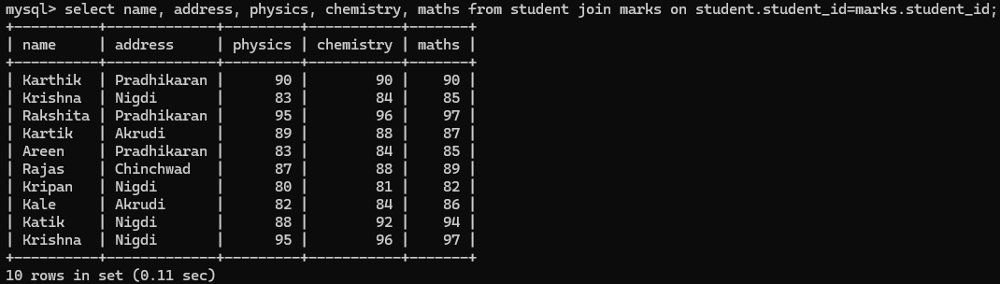 mysql> select name, address, physics, chemistry, maths from student join marks on student.student_id=marks.student_id;
+----------+-------------+---------+-----------+-------+
| name     | address     | physics | chemistry | maths |
+----------+-------------+---------+-----------+-------+
| Karthik  | Pradhikaran |      90 |        90 |    90 |
| Krishna  | Nigdi       |      83 |        84 |    85 |
| Rakshita | Pradhikaran |      95 |        96 |    97 |
| Kartik   | Akrudi      |      89 |        88 |    87 |
| Areen    | Pradhikaran |      83 |        84 |    85 |
| Rajas    | Chinchwad   |      87 |        88 |    89 |
| Kripan   | Nigdi       |      80 |        81 |    82 |
| Kale     | Akrudi      |      82 |        84 |    86 |
| Katik    | Nigdi       |      88 |        92 |    94 |
| Krishna  | Nigdi       |      95 |        96 |    97 |
+----------+-------------+---------+-----------+-------+
10 rows in set (0.11 sec)